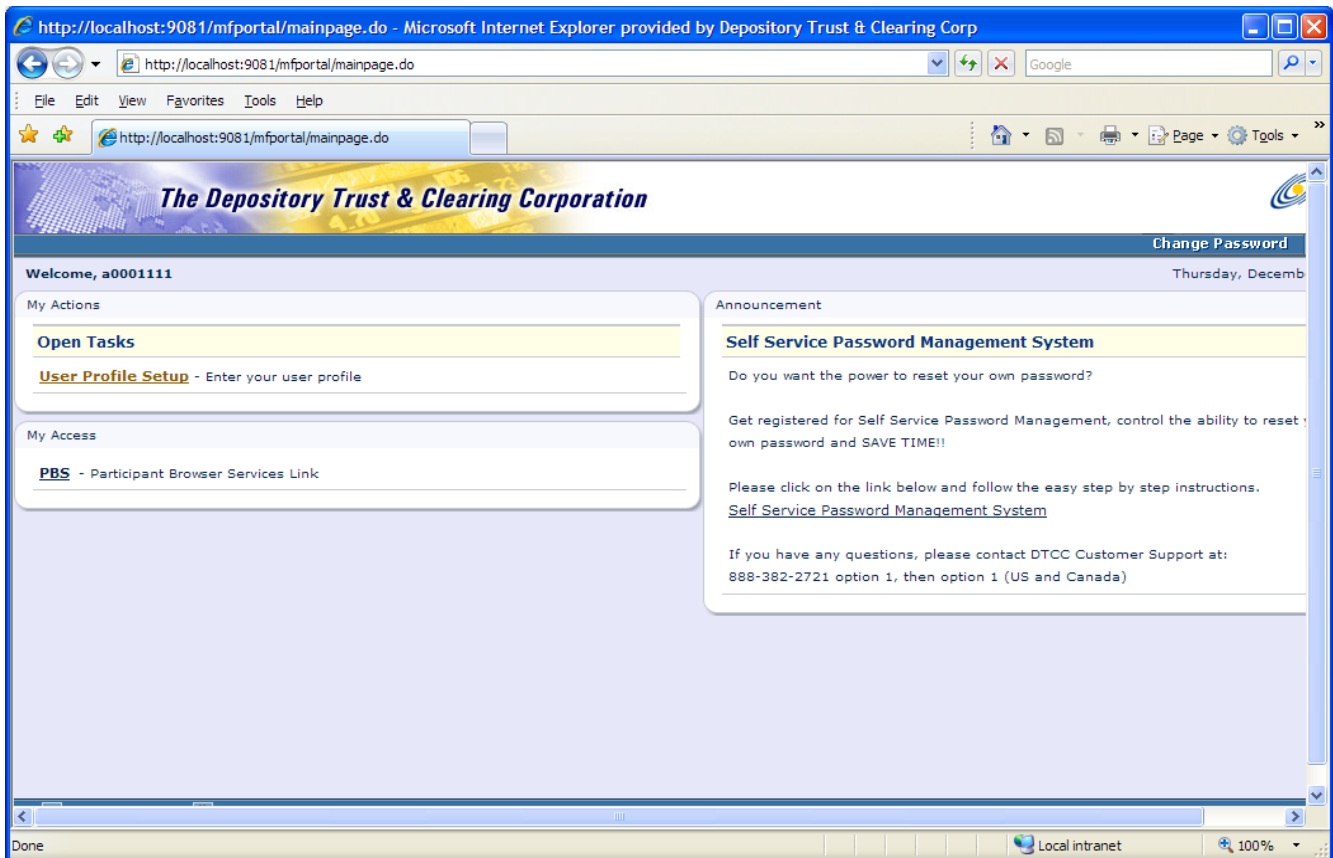 http://localhost:9081/mfportal/mainpage.do - Microsoft Internet Explorer provided by Depository Trust & Clearing Corp
http://localhost:9081/mfportal/mainpage.do
Google
File Edit View Favorites Tools Help
http://localhost:9081/mfportal/mainpage.do
Page Tools »
The Depository Trust & Clearing Corporation
Change Password
Welcome, a0001111
Thursday, Decemb
My Actions
Open Tasks
User Profile Setup - Enter your user profile
My Access
PBS - Participant Browser Services Link
Announcement
Self Service Password Management System
Do you want the power to reset your own password?
Get registered for Self Service Password Management, control the ability to reset
own password and SAVE TIME!!
Please click on the link below and follow the easy step by step instructions.
Self Service Password Management System
If you have any questions, please contact DTCC Customer Support at:
888-382-2721 option 1, then option 1 (US and Canada)
Done
Local intranet
100%